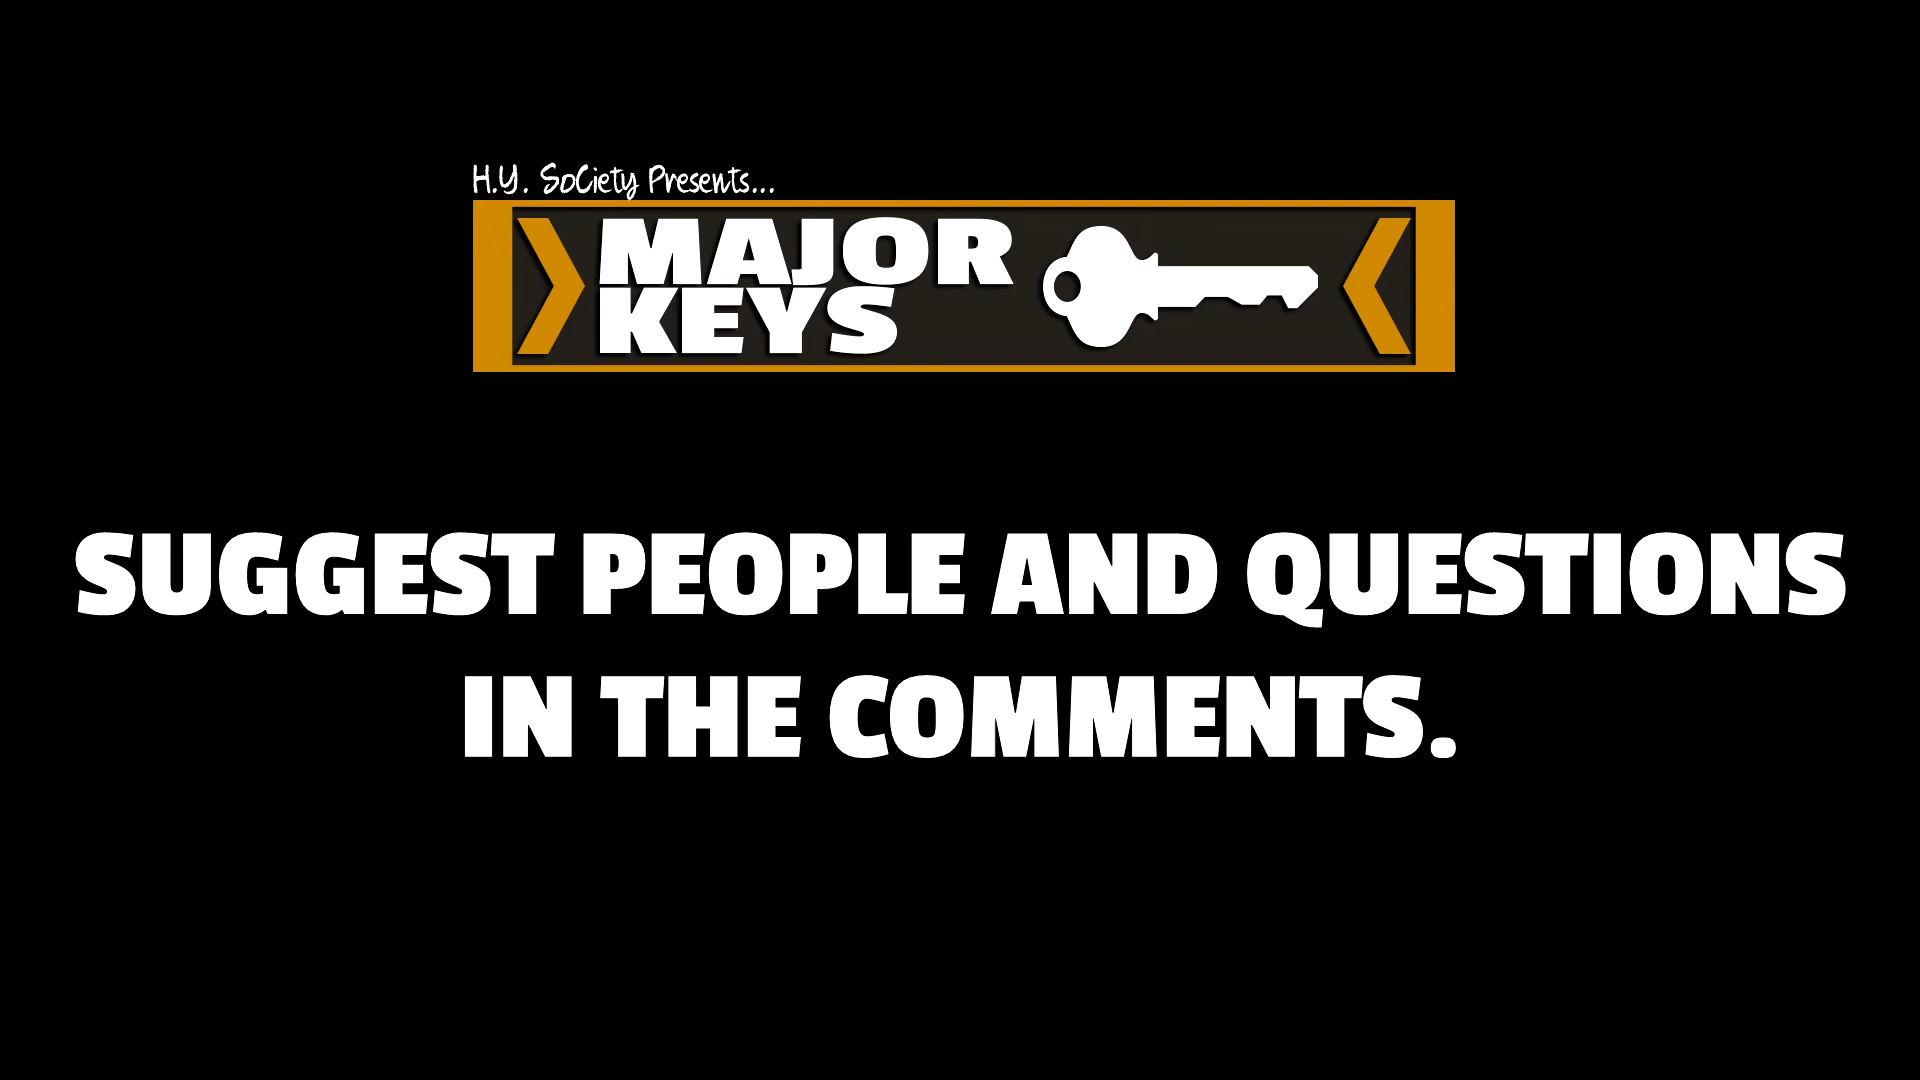 H.Y. SoCiety Presents...
MAJOR
KEYS
SUGGEST PEOPLE AND QUESTIONS
IN THE COMMENTS.